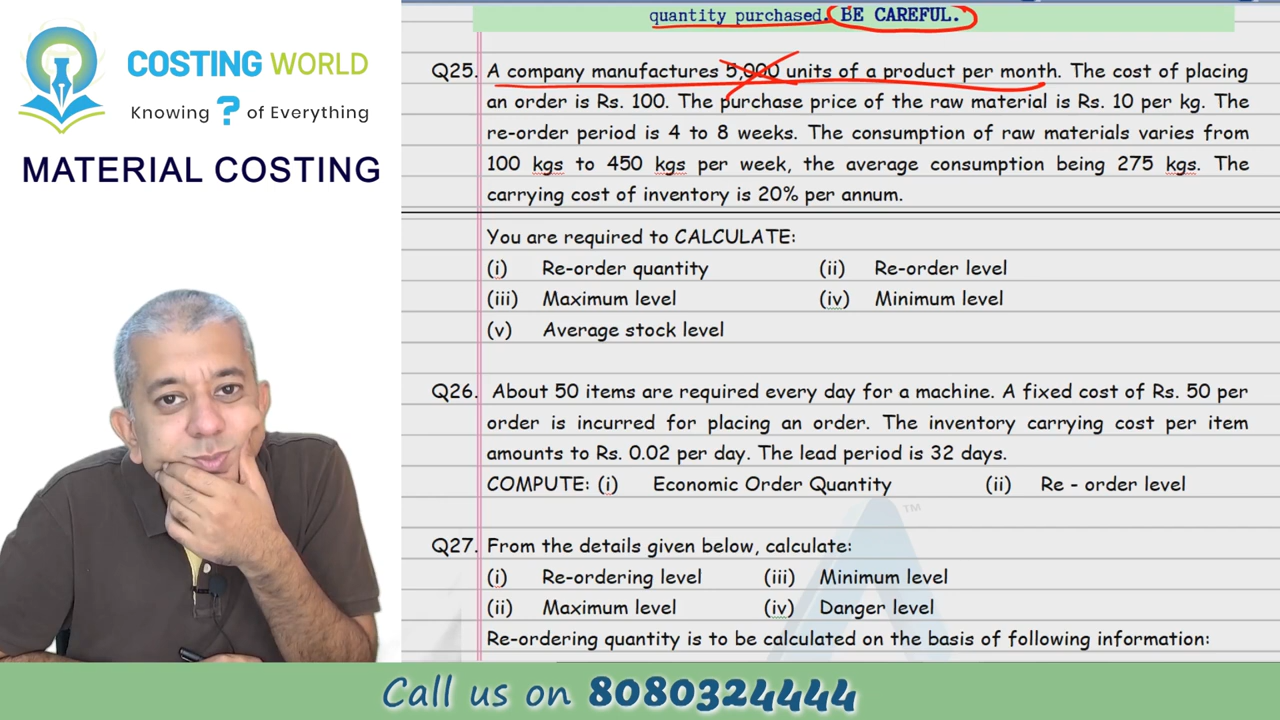 quantity purchased. BE CAREFUL.
COSTING WORLD
Knowing ? of Everything
MATERIAL COSTING
Q25. A company manufactures 5,000 units of a product per month. The cost of placing
an order is Rs. 100. The purchase price of the raw material is Rs. 10 per kg. The
re-order period is 4 to 8 weeks. The consumption of raw materials varies from
100 kgs to 450 kgs per week, the average consumption being 275 kgs. The
carrying cost of inventory is 20% per annum.
You are required to CALCULATE:
(i) Re-order quantity (ii) Re-order level
(iii) Maximum level (iv) Minimum level
(v) Average stock level
Q26. About 50 items are required every day for a machine. A fixed cost of Rs. 50 per
order is incurred for placing an order. The inventory carrying cost per item
amounts to Rs. 0.02 per day. The lead period is 32 days.
COMPUTE: (i) Economic Order Quantity (ii) Re - order level
TM
Q27. From the details given below, calculate:
(i) Re-ordering level (iii) Minimum level
(ii) Maximum level (iv) Danger level
Re-ordering quantity is to be calculated on the basis of following information:
Call us on 8080324444